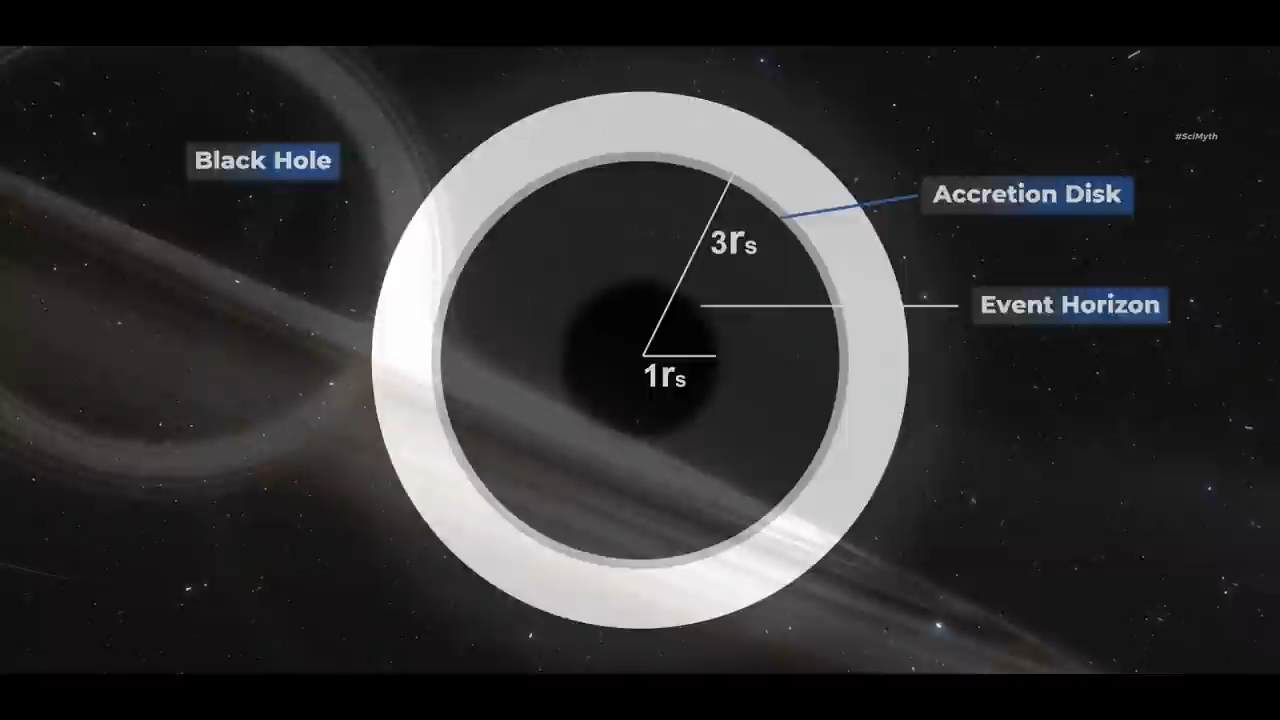 #SciMyth
Black Hole
Accretion Disk
3rs
Event Horizon
1rs